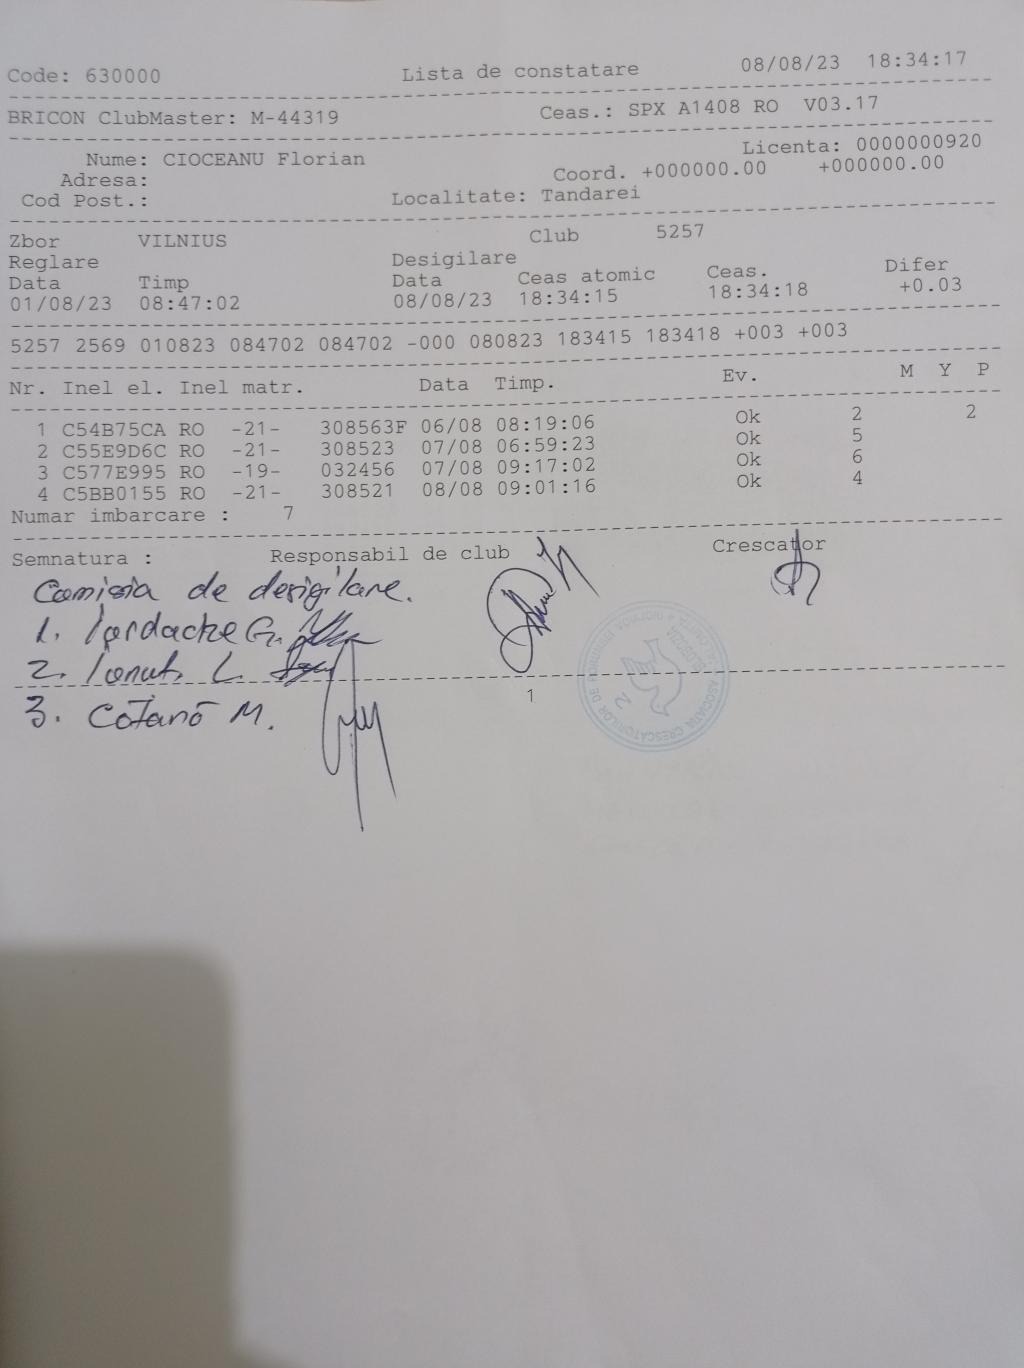 Code: 630000 Lista de constatare 08/08/23 18:34:17
BRICON ClubMaster: M-44319 Ceas.: SPX A1408 RO V03.17
Nume: CIOCEANU Florian Licenta: 0000000920
Adresa: Coord. +000000.00 +000000.00
Cod Post.: Localitate: Tandarei
Zbor VILNIUS Club 5257
Reglare Desigilare
Data Timp Data Ceas atomic Ceas. Difer
01/08/23 08:47:02 08/08/23 18:34:15 18:34:18 +0.03
5257 2569 010823 084702 084702 -000 080823 183415 183418 +003 +003
Nr. Inel el. Inel matr. Data Timp. Ev. M Y P
1 C54B75CA RO -21- 308563F 06/08 08:19:06 Ok 2 2
2 C55E9D6C RO -21- 308523 07/08 06:59:23 Ok 5
3 C577E995 RO -19- 032456 07/08 09:17:02 Ok 6
4 C5BB0155 RO -21- 308521 08/08 09:01:16 Ok 4
Numar imbarcare : 7
Semnatura : Responsabil de club Crescator
Comisia de desigilare.
1. Iordache G.
2. Ionut. L.
3. Cojanō M.
1
ASOCIATIA CRESCATORILOR DE